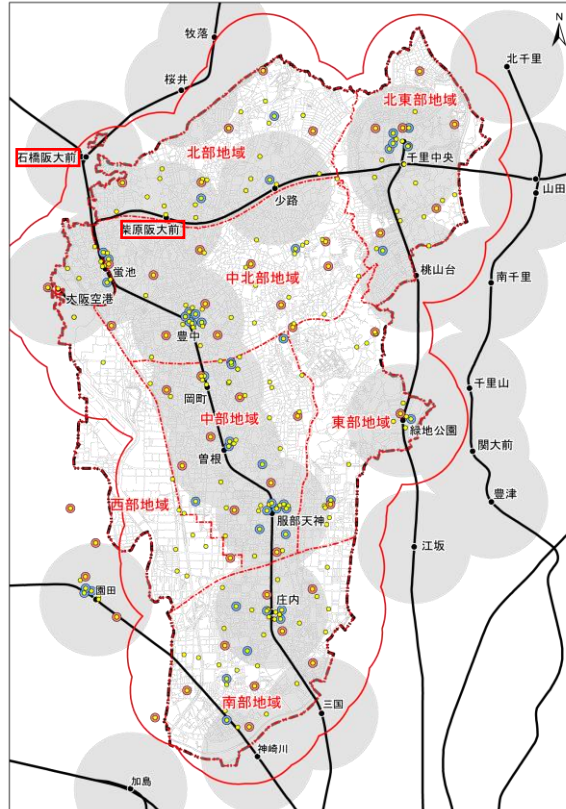 牧落
N
北千里
桜井
北東部地域
石橋阪大前
北部地域
千里中央
山田
少路
柴原阪大前
中北部地域
桃山台
南千里
蛍池
大阪空港
豊中
岡町
千里山
中部地域
東部地域
緑地公園
曽根
関大前
西部地域
豊津
服部天神
江坂
園田
庄内
南部地域
三国
神崎川
加島